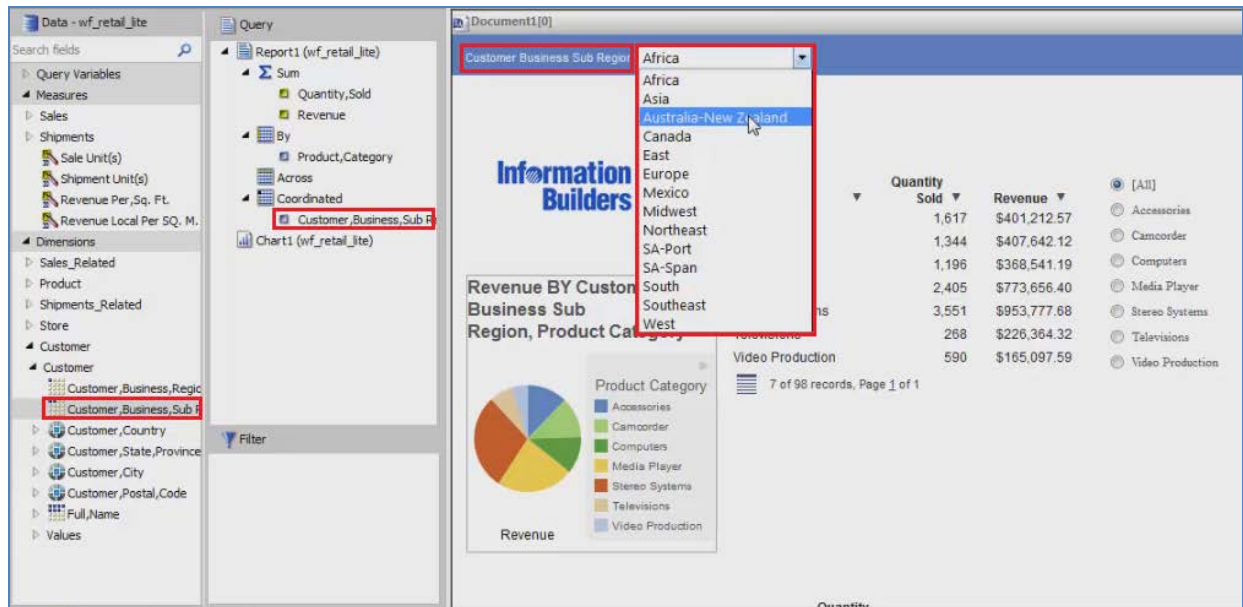 Data - wf_retail_lite
Search fields
Query Variables
Measures
Sales
Shipments
Sale Unit(s)
Shipment Unit(s)
Revenue Per,Sq. Ft.
Revenue Local Per SQ. M.
Dimensions
Sales_Related
Product
Shipments_Related
Store
Customer
Customer
Customer,Business,Regio
Customer,Business,Sub R
Customer,Country
Customer,State,Province
Customer,City
Customer,Postal,Code
Full,Name
Values
Query
Report1 (wf_retail_lite)
Sum
Quantity,Sold
Revenue
By
Product,Category
Across
Coordinated
Customer,Business,Sub R
Chart1 (wf_retail_lite)
Filter
Document1[0]
Customer Business Sub Region
Africa
Africa
Asia
Australia-New Zealand
Canada
East
Europe
Mexico
Midwest
Northeast
SA-Port
SA-Span
South
Southeast
West
Information
Builders
Quantity
Sold Revenue
1,617 $401,212.57
1,344 $407,642.12
1,196 $368,541.19
2,405 $773,656.40
3,551 $953,777.68
Televisions 268 $226,364.32
Video Production 590 $165,097.59
7 of 98 records, Page 1 of 1
[All]
Accessories
Camcorder
Computers
Media Player
Stereo Systems
Televisions
Video Production
Revenue BY Custom
Business Sub
Region, Product Category
Product Category
Accessories
Camcorder
Computers
Media Player
Stereo Systems
Televisions
Video Production
Revenue
Quantity